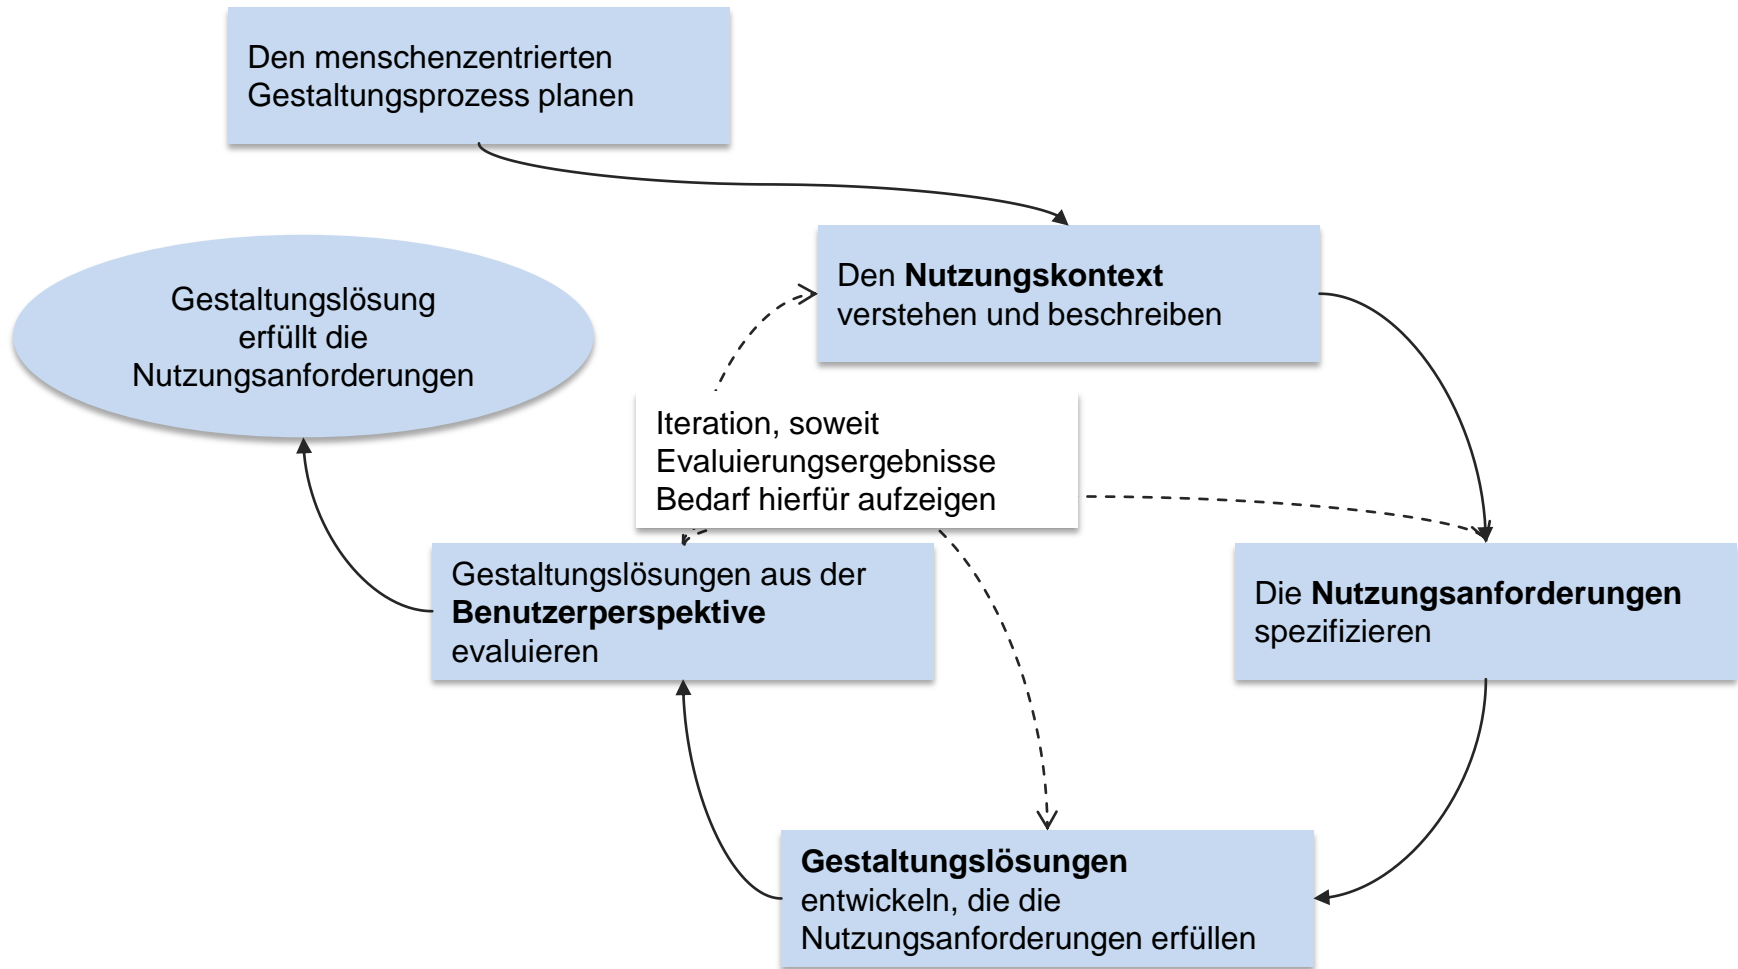 Den menschenzentrierten
Gestaltungsprozess planen
Den Nutzungskontext
verstehen und beschreiben
Gestaltungslösung
erfüllt die
Nutzungsanforderungen
Iteration, soweit
Evaluierungsergebnisse
Bedarf hierfür aufzeigen
Gestaltungslösungen aus der
Benutzerperspektive
evaluieren
Die Nutzungsanforderungen
spezifizieren
Gestaltungslösungen
entwickeln, die die
Nutzungsanforderungen erfüllen